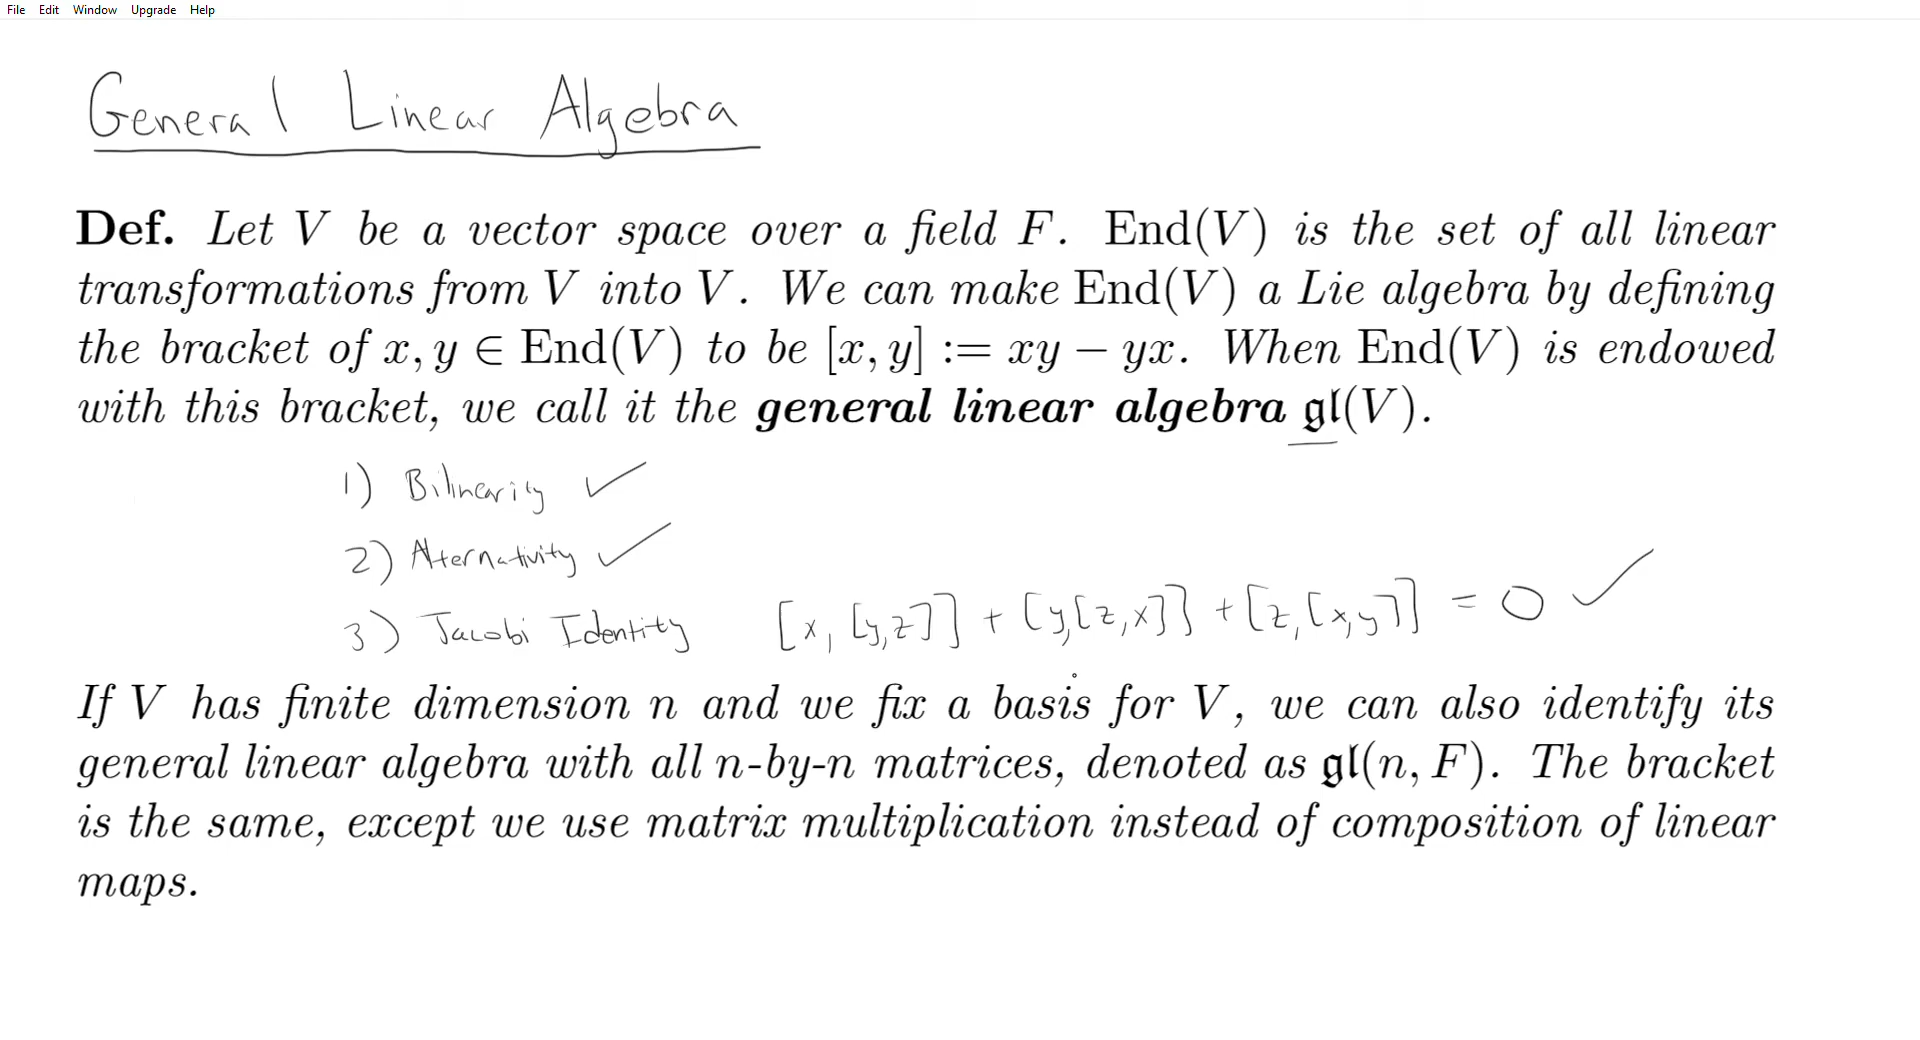 File Edit Window Upgrade Help
General Linear Algebra
Def. Let V be a vector space over a field F. End(V) is the set of all linear
transformations from V into V. We can make End(V) a Lie algebra by defining
the bracket of x, y ∈ End(V) to be [x, y] := xy − yx. When End(V) is endowed
with this bracket, we call it the general linear algebra 𝔤𝔩(V).
1) Bilinearity ✓
2) Alternativity ✓
3) Jacobi Identity [x, [y,z]] + [y,[z,x]] + [z,[x,y]] = 0 ✓
If V has finite dimension n and we fix a basis for V, we can also identify its
general linear algebra with all n-by-n matrices, denoted as 𝔤𝔩(n, F). The bracket
is the same, except we use matrix multiplication instead of composition of linear
maps.